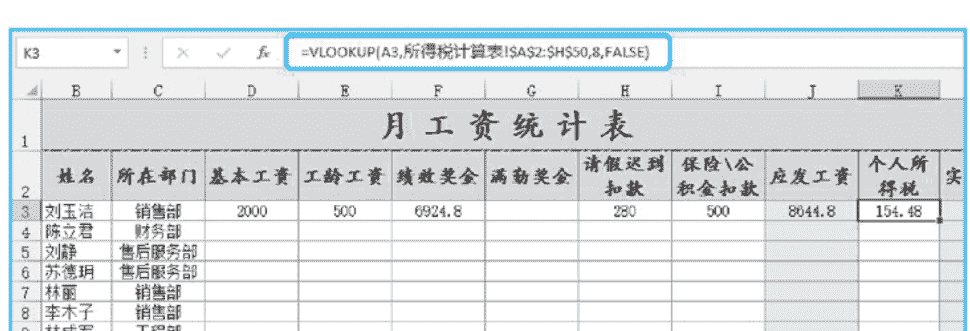 K3 fx =VLOOKUP(A3,所得税计算表!$A$2:$H$50,8,FALSE)
B C D E F G H I J K
1 月工资统计表
2 姓名 所在部门 基本工资 工龄工资 绩效奖金 满勤奖金 请假迟到扣款 保险\公积金扣款 应发工资 个人所得税 实
3 刘玉洁 销售部 2000 500 6924.8 280 500 8644.8 154.48
4 陈立君 财务部
5 刘静 售后服务部
6 苏德玥 售后服务部
7 林丽 销售部
8 李木子 销售部